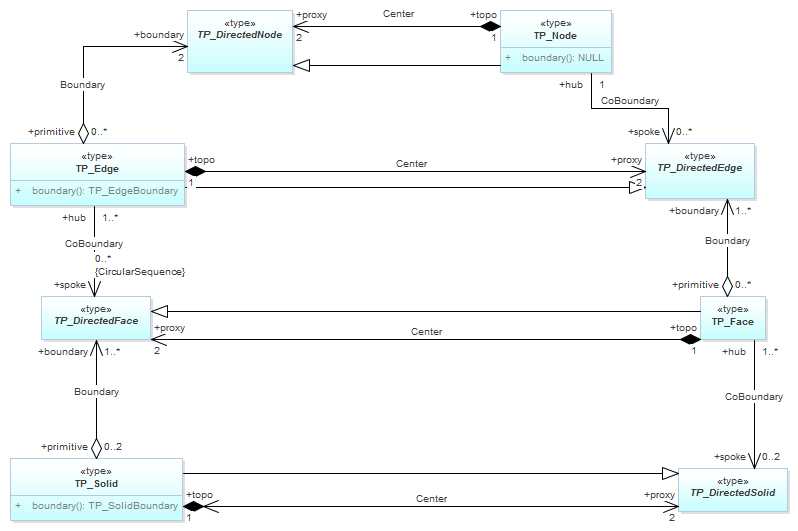 «type»
TP_DirectedNode
+proxy
Center
+topo
2
1
«type»
TP_Node
+ boundary(): NULL
+boundary
2
Boundary
+hub
1
CoBoundary
+primitive
0..*
+spoke
0..*
«type»
TP_Edge
+ boundary(): TP_EdgeBoundary
+topo
1
Center
+proxy
2
«type»
TP_DirectedEdge
+hub
1..*
CoBoundary
0..*
{CircularSequence}
+spoke
+boundary
1..*
Boundary
+primitive
0..*
«type»
TP_DirectedFace
+proxy
2
Center
+topo
1
«type»
TP_Face
+boundary
1..*
Boundary
+hub
1..*
CoBoundary
+primitive
0..2
+spoke
0..2
«type»
TP_Solid
+ boundary(): TP_SolidBoundary
+topo
1
Center
+proxy
2
«type»
TP_DirectedSolid